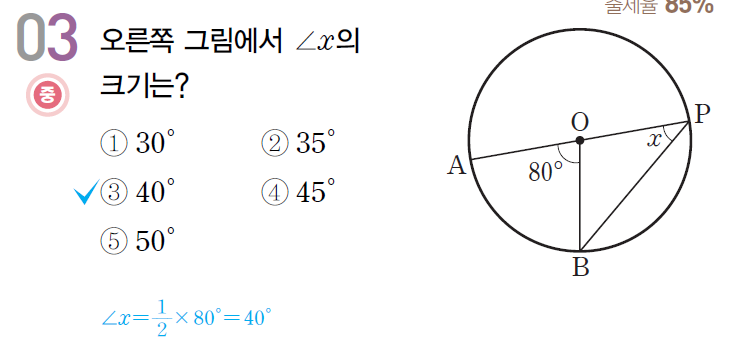 출제율 85%
03
중
오른쪽 그림에서 ∠x의
크기는?
① 30°
② 35°
③ 40°
④ 45°
⑤ 50°
∠x=1/2×80°=40°
O
P
x
A
80°
B